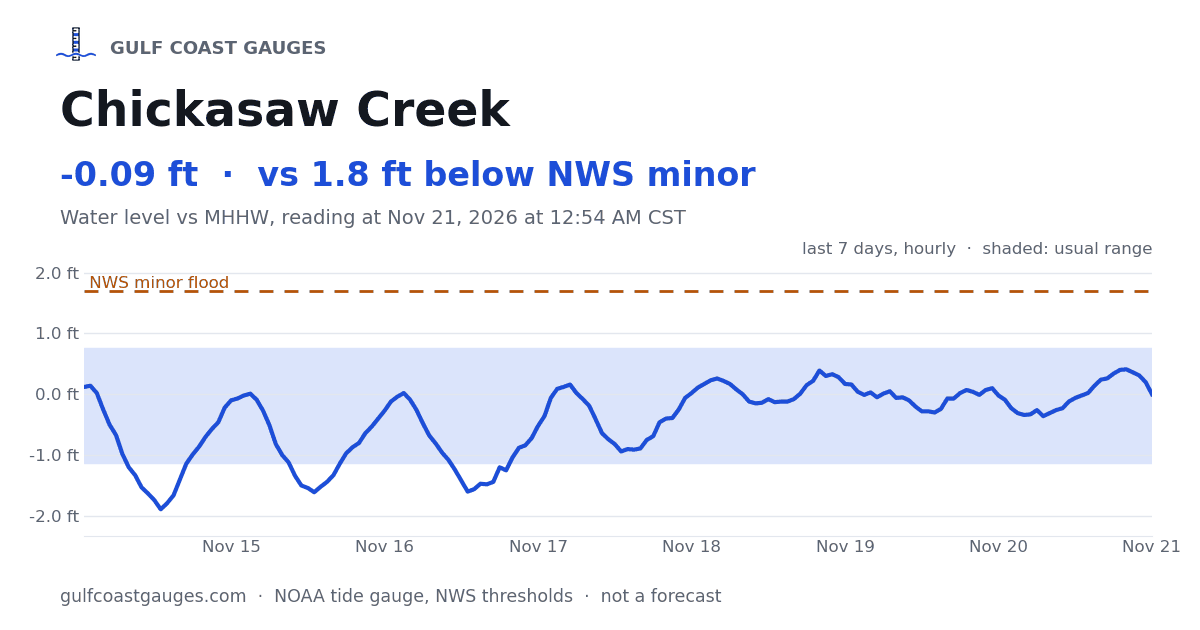 GULF COAST GAUGES
Chickasaw Creek
-0.09 ft · vs 1.8 ft below NWS minor
Water level vs MHHW, reading at Nov 21, 2026 at 12:54 AM CST
last 7 days, hourly · shaded: usual range
2.0 ft
NWS minor flood
1.0 ft
0.0 ft
-1.0 ft
-2.0 ft
Nov 15 Nov 16 Nov 17 Nov 18 Nov 19 Nov 20 Nov 21
gulfcoastgauges.com · NOAA tide gauge, NWS thresholds · not a forecast